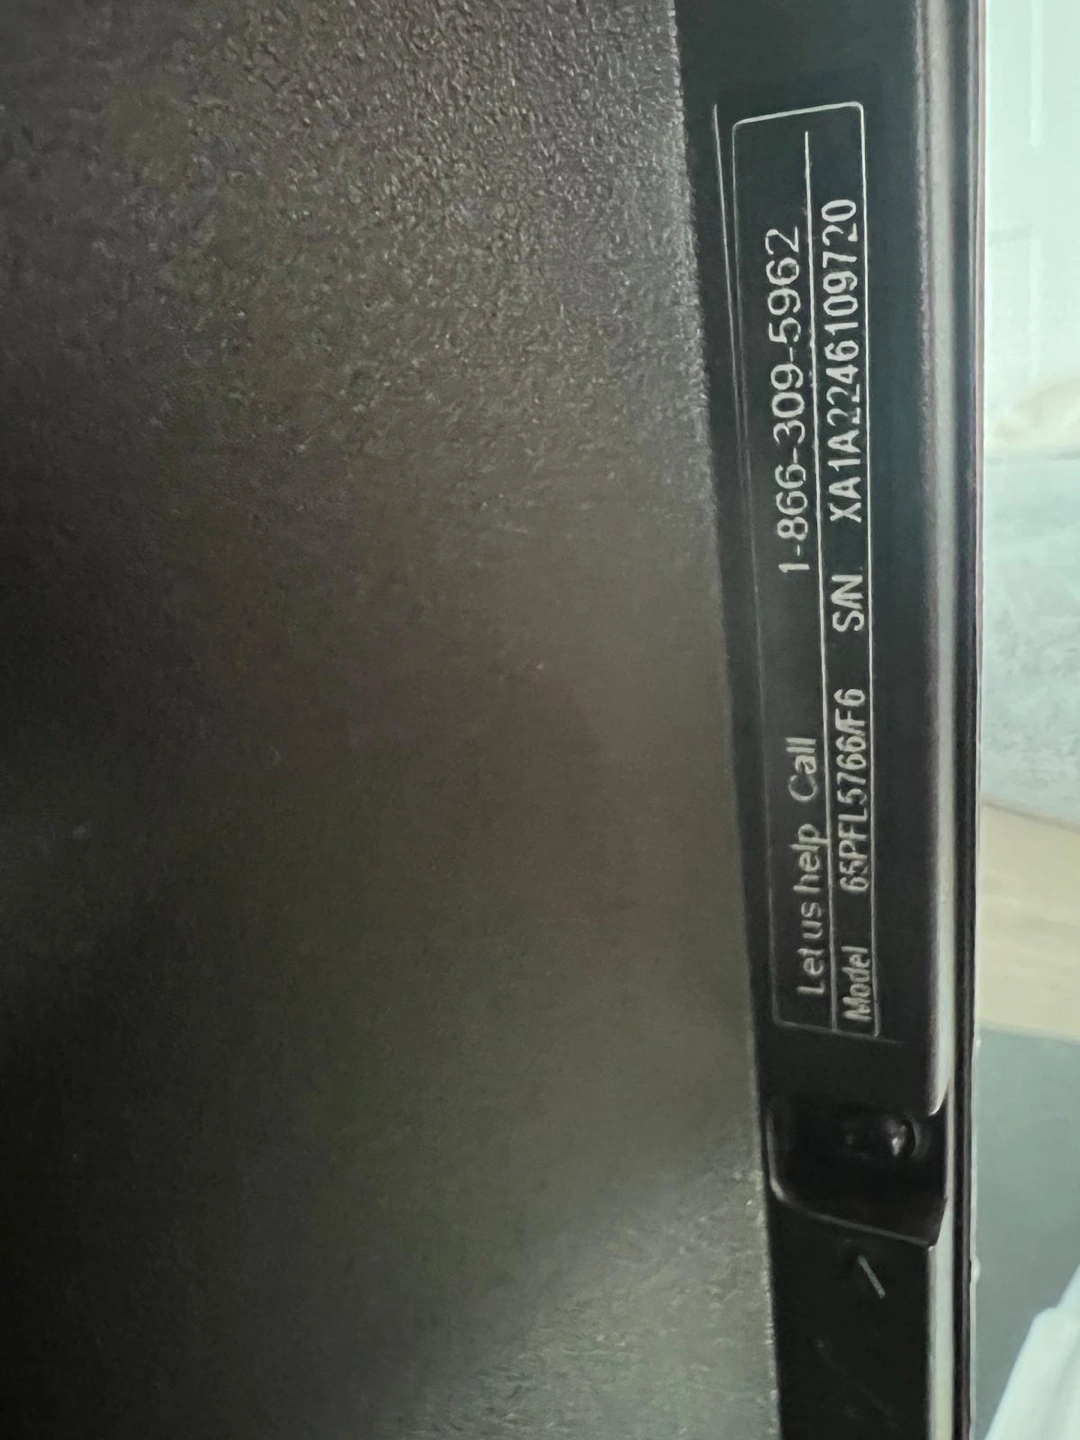 Let us help Call 1-866-309-5962
Model 65PFL5766/F6 S/N. XA1A2246109720